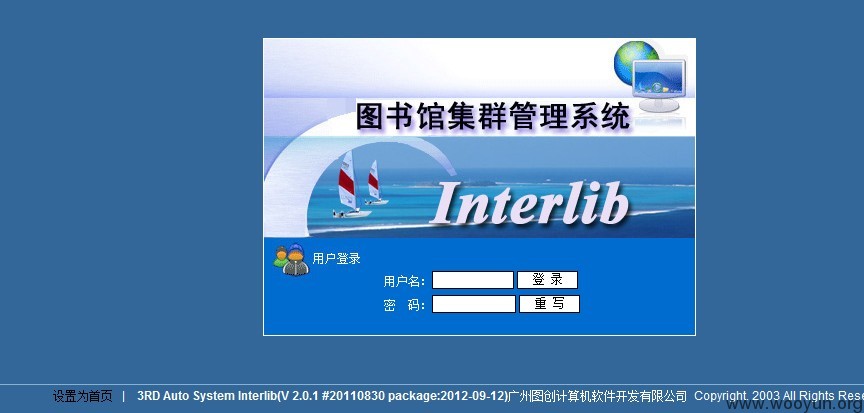 图书馆集群管理系统
Interlib
用户登录
用户名： 登 录
密 码： 重 写
设置为首页 | 3RD Auto System Interlib(V 2.0.1 #20110830 package:2012-09-12)广州图创计算机软件开发有限公司 Copyright. 2003 All Rights Rese
www.wooyun.org